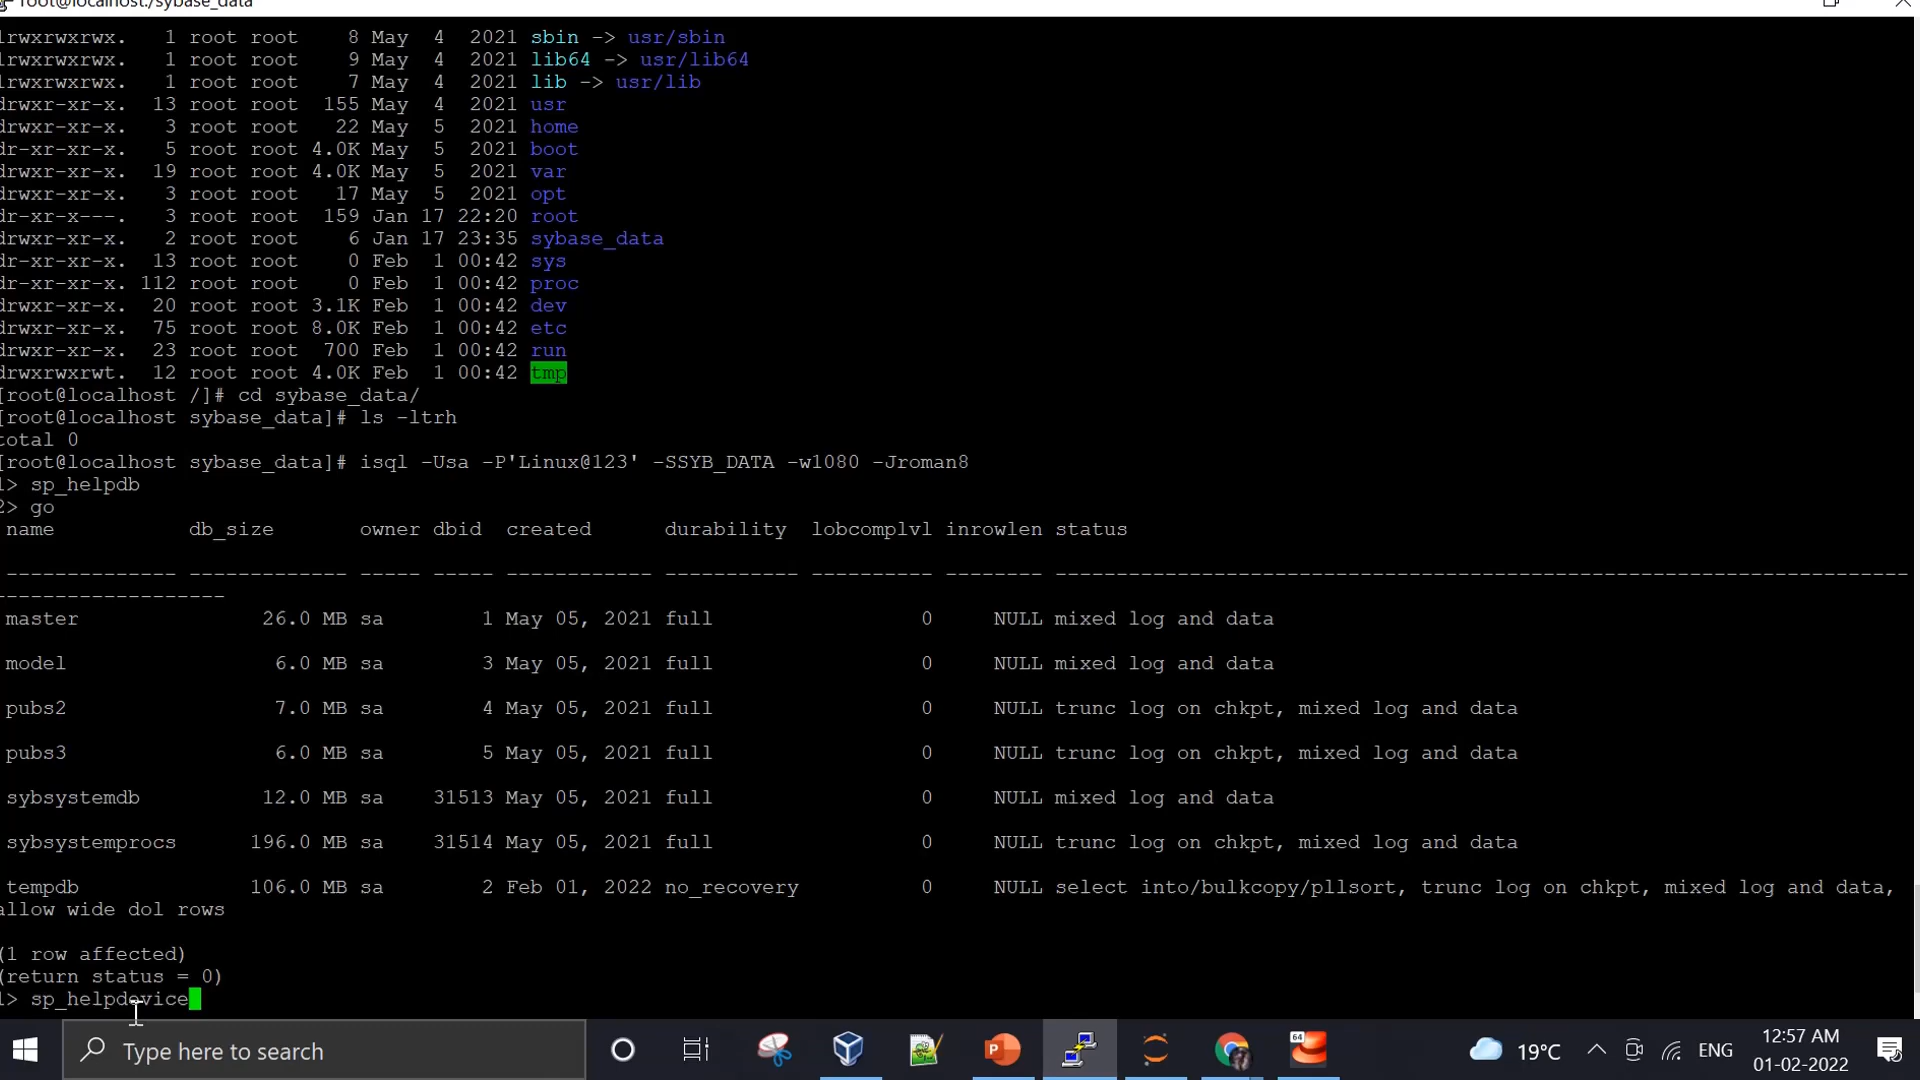 root@localhost:/sybase_data
lrwxrwxrwx.   1 root root    8 May  4  2021 sbin -> usr/sbin
lrwxrwxrwx.   1 root root    9 May  4  2021 lib64 -> usr/lib64
lrwxrwxrwx.   1 root root    7 May  4  2021 lib -> usr/lib
drwxr-xr-x.  13 root root  155 May  4  2021 usr
drwxr-xr-x.   3 root root   22 May  5  2021 home
dr-xr-xr-x.   5 root root 4.0K May  5  2021 boot
drwxr-xr-x.  19 root root 4.0K May  5  2021 var
drwxr-xr-x.   3 root root   17 May  5  2021 opt
dr-xr-x---.   3 root root  159 Jan 17 22:20 root
drwxr-xr-x.   2 root root    6 Jan 17 23:35 sybase_data
dr-xr-xr-x.  13 root root    0 Feb  1 00:42 sys
dr-xr-xr-x. 112 root root    0 Feb  1 00:42 proc
drwxr-xr-x.  20 root root 3.1K Feb  1 00:42 dev
drwxr-xr-x.  75 root root 8.0K Feb  1 00:42 etc
drwxr-xr-x.  23 root root  700 Feb  1 00:42 run
drwxrwxrwt.  12 root root 4.0K Feb  1 00:42 tmp
[root@localhost /]# cd sybase_data/
[root@localhost sybase_data]# ls -ltrh
total 0
[root@localhost sybase_data]# isql -Usa -P'Linux@123' -SSYB_DATA -w1080 -Jroman8
1> sp_helpdb
2> go
name db_size owner dbid created durability lobcomplvl inrowlen status
-------------- ------------- ----- ----- ------------ ----------- ---------- -------- ----------------------------------------------------------------------
------------------
master 26.0 MB sa 1 May 05, 2021 full 0 NULL mixed log and data
model 6.0 MB sa 3 May 05, 2021 full 0 NULL mixed log and data
pubs2 7.0 MB sa 4 May 05, 2021 full 0 NULL trunc log on chkpt, mixed log and data
pubs3 6.0 MB sa 5 May 05, 2021 full 0 NULL trunc log on chkpt, mixed log and data
sybsystemdb 12.0 MB sa 31513 May 05, 2021 full 0 NULL mixed log and data
sybsystemprocs 196.0 MB sa 31514 May 05, 2021 full 0 NULL trunc log on chkpt, mixed log and data
tempdb 106.0 MB sa 2 Feb 01, 2022 no_recovery 0 NULL select into/bulkcopy/pllsort, trunc log on chkpt, mixed log and data,
allow wide dol rows
(1 row affected)
(return status = 0)
1> sp_helpdevice
Type here to search
P
64
19°C
ENG
12:57 AM
01-02-2022